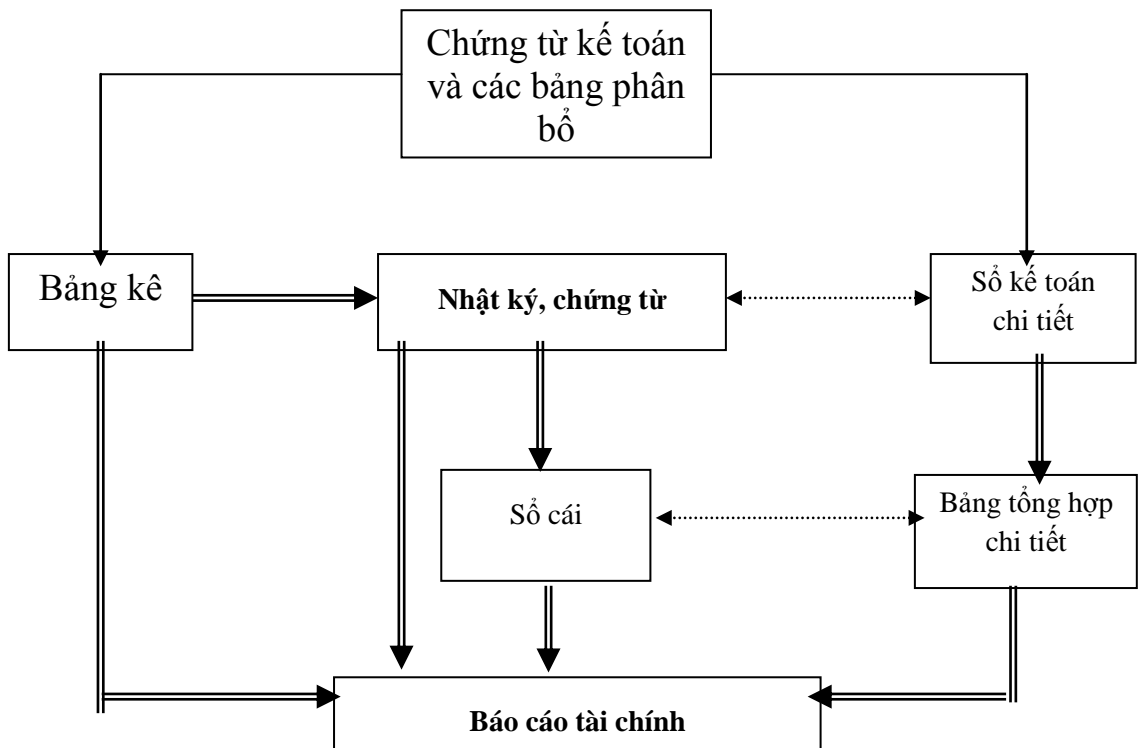 Chứng từ kế toán
và các bảng phân
bổ
Bảng kê
Nhật ký, chứng từ
Sổ kế toán
chi tiết
Sổ cái
Bảng tổng hợp
chi tiết
Báo cáo tài chính